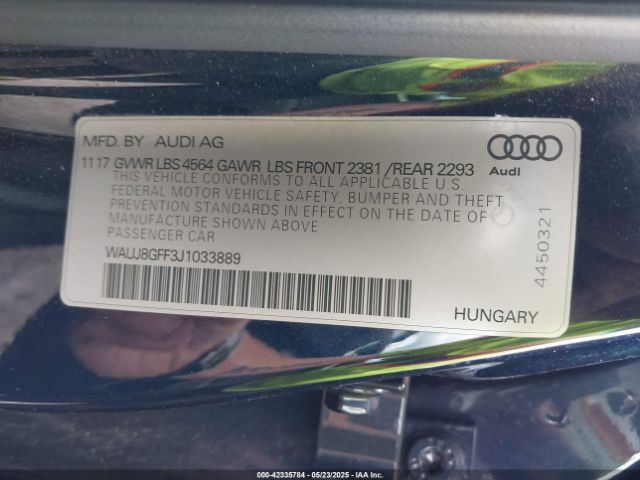 MFD. BY AUDI AG
11 17 GVWR LBS 4564 GAWR LBS FRONT 2381 /REAR 2293
THIS VEHICLE CONFORMS TO ALL APPLICABLE U.S.
FEDERAL MOTOR VEHICLE SAFETY, BUMPER AND THEFT
PREVENTION STANDARDS IN EFFECT ON THE DATE OF
MANUFACTURE SHOWN ABOVE
PASSENGER CAR
WAUJ8GFF3J1033889
Audi
4450321
HUNGARY
000-42335784 - 05/23/2025 - IAA Inc.